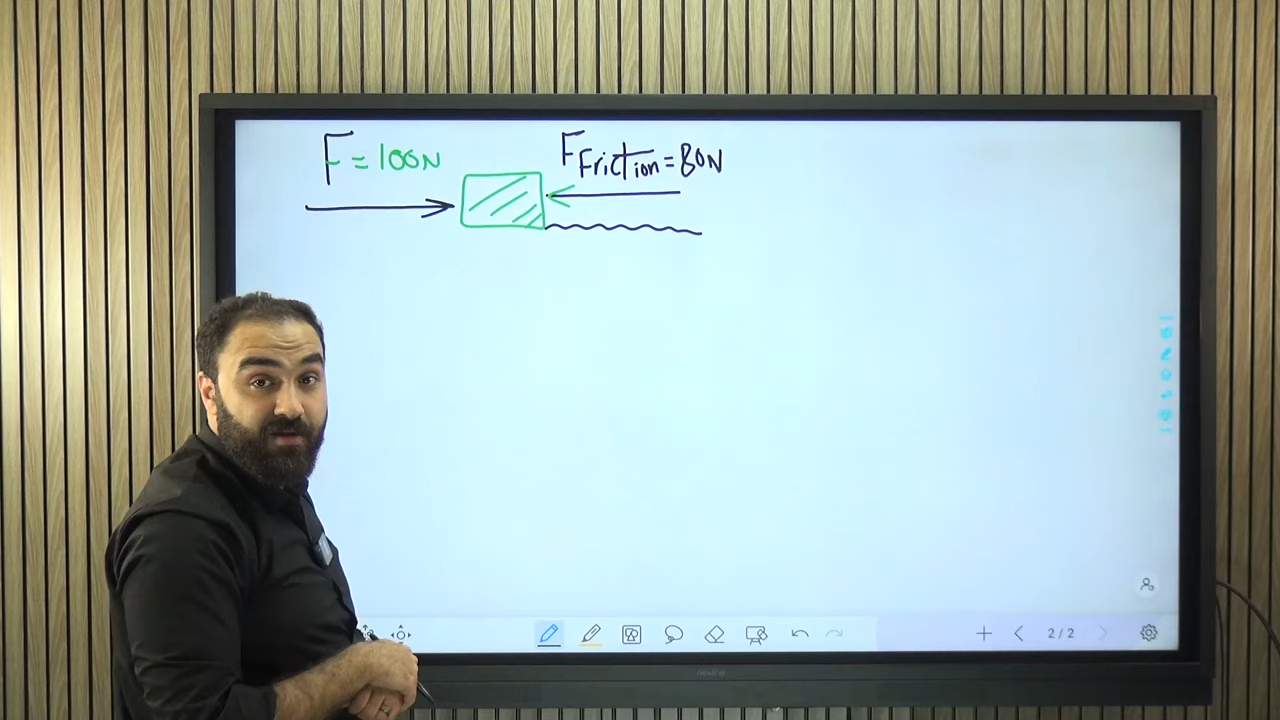 F = 100N
F Friction = 80N
2/2